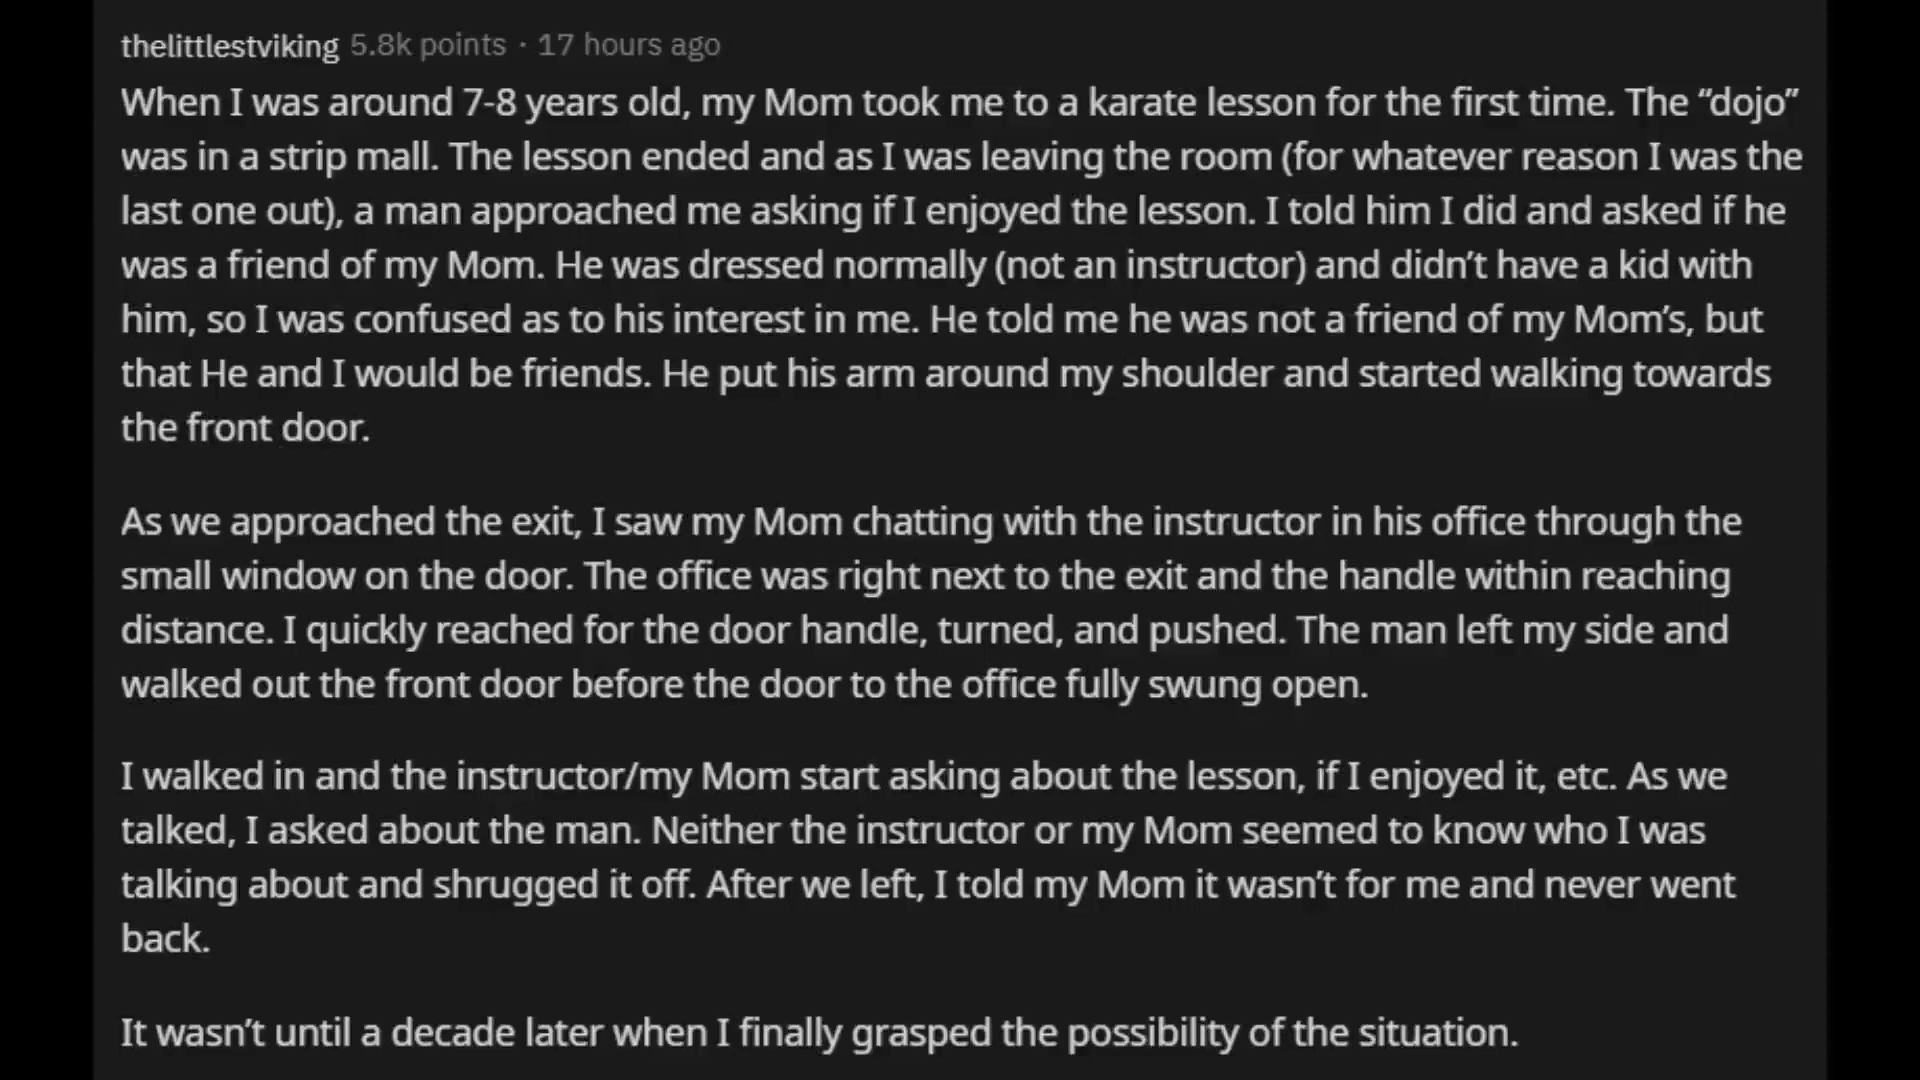 thelittlestviking 5.8k points · 17 hours ago
When I was around 7-8 years old, my Mom took me to a karate lesson for the first time. The “dojo”
was in a strip mall. The lesson ended and as I was leaving the room (for whatever reason I was the
last one out), a man approached me asking if I enjoyed the lesson. I told him I did and asked if he
was a friend of my Mom. He was dressed normally (not an instructor) and didn’t have a kid with
him, so I was confused as to his interest in me. He told me he was not a friend of my Mom’s, but
that He and I would be friends. He put his arm around my shoulder and started walking towards
the front door.
As we approached the exit, I saw my Mom chatting with the instructor in his office through the
small window on the door. The office was right next to the exit and the handle within reaching
distance. I quickly reached for the door handle, turned, and pushed. The man left my side and
walked out the front door before the door to the office fully swung open.
I walked in and the instructor/my Mom start asking about the lesson, if I enjoyed it, etc. As we
talked, I asked about the man. Neither the instructor or my Mom seemed to know who I was
talking about and shrugged it off. After we left, I told my Mom it wasn’t for me and never went
back.
It wasn’t until a decade later when I finally grasped the possibility of the situation.